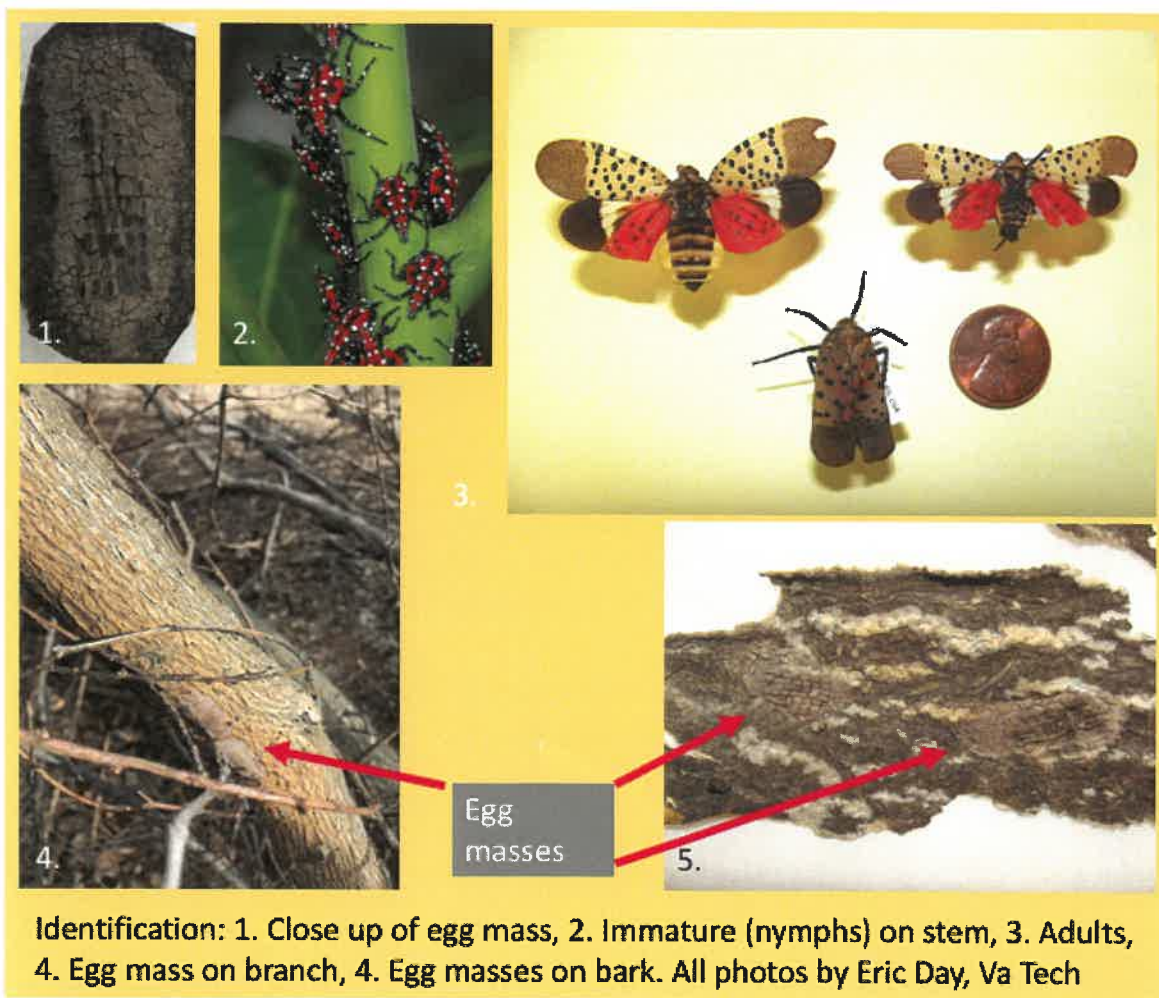 1.
2.
3.
4.
Egg
masses
5.
Identification: 1. Close up of egg mass, 2. Immature (nymphs) on stem, 3. Adults,
4. Egg mass on branch, 4. Egg masses on bark. All photos by Eric Day, Va Tech